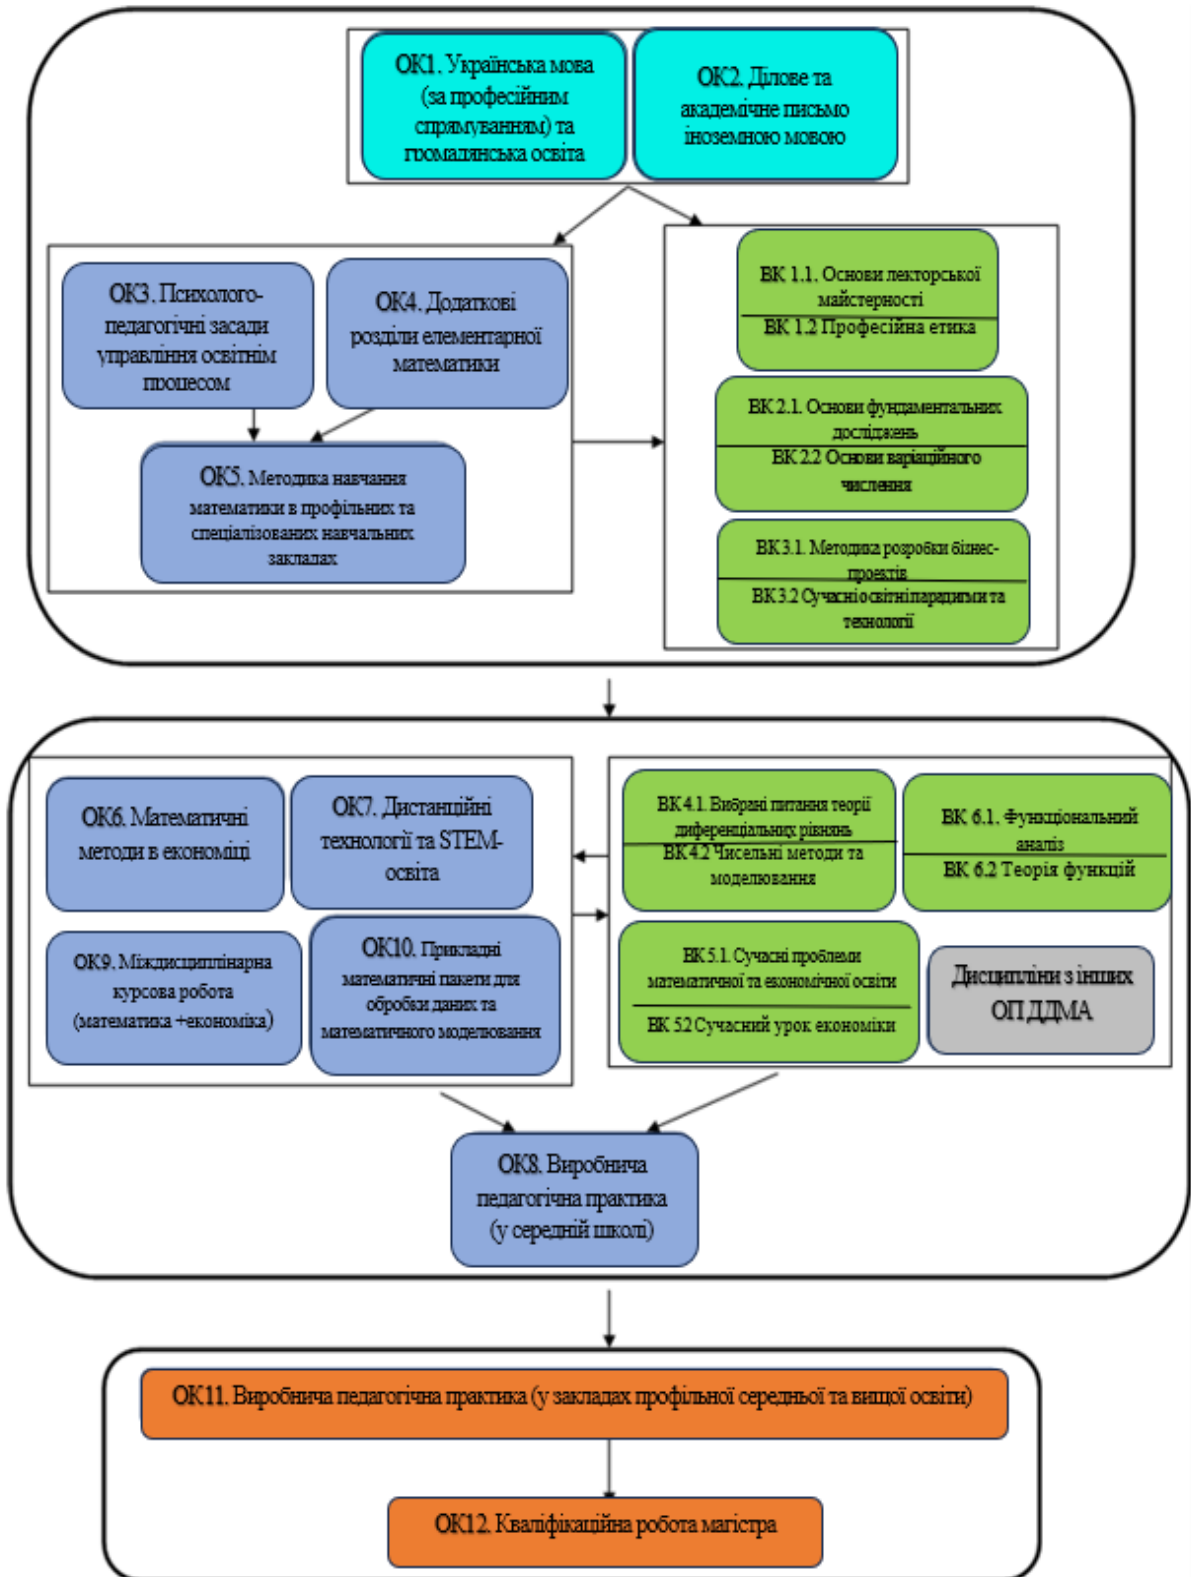 ОК1. Українська мова
(за професійним
спрямуванням) та
громадянська освіта
ОК2. Ділове та
академічне письмо
іноземною мовою
ОК3. Психолого-
педагогічні засади
управління освітнім
процесом
ОК4. Додаткові
розділи елементарної
математики
ОК5. Методика навчання
математики в профільних та
спеціалізованих навчальних
закладах
ВК 1.1. Основи лекторської
майстерності
ВК 1.2 Професійна етика
ВК 2.1. Основи фундаментальних
досліджень
ВК 2.2 Основи варіаційного
числення
ВК 3.1. Методика розробки бізнес-
проектів
ВК 3.2 Сучасні освітні парадигми та
технології
ОК6. Математичні
методи в економіці
ОК7. Дистанційні
технології та STEM-
освіта
ОК9. Міждисциплінарна
курсова робота
(математика +економіка)
ОК10. Прикладні
математичні пакети для
обробки даних та
математичного моделювання
ВК 4.1. Вибрані питання теорії
диференціальних рівнянь
ВК 4.2 Чисельні методи та
моделювання
ВК 6.1. Функціональний
аналіз
ВК 6.2 Теорія функцій
ВК 5.1. Сучасні проблеми
математичної та економічної освіти
ВК 5.2 Сучасний урок економіки
Дисципліни з інших
ОП ДДМА
ОК8. Виробнича
педагогічна практика
(у середній школі)
ОК11. Виробнича педагогічна практика (у закладах профільної середньої та вищої освіти)
ОК12. Кваліфікаційна робота магістра